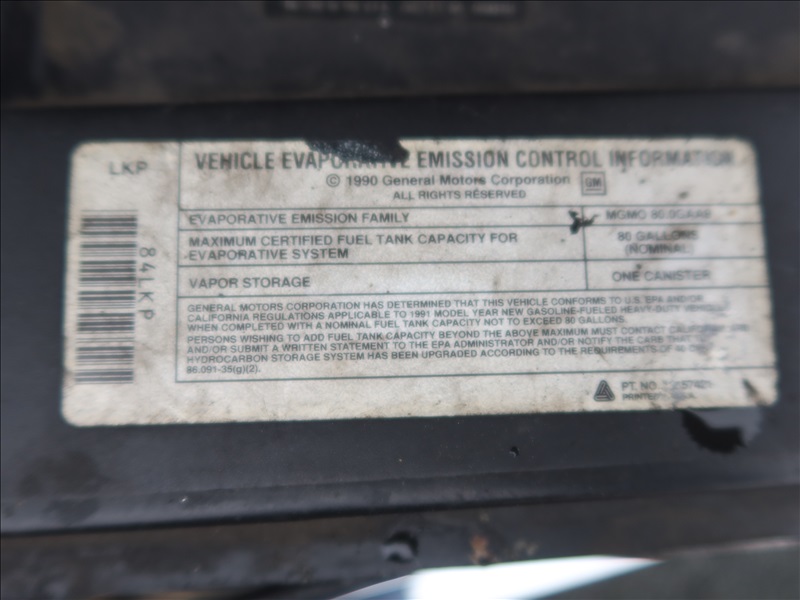 LKP
84LKP
VEHICLE EVAPORATIVE EMISSION CONTROL INFORMATION
© 1990 General Motors Corporation GM
ALL RIGHTS RESERVED
EVAPORATIVE EMISSION FAMILY MGM0
MAXIMUM CERTIFIED FUEL TANK CAPACITY FOR
EVAPORATIVE SYSTEM
80 GALLONS
(NOMINAL)
VAPOR STORAGE ONE CANISTER
GENERAL MOTORS CORPORATION HAS DETERMINED THAT THIS VEHICLE CONFORMS TO U.S. EPA AND/OR
CALIFORNIA REGULATIONS APPLICABLE TO 1991 MODEL YEAR NEW GASOLINE-FUELED HEAVY-DUTY
WHEN COMPLETED WITH A NOMINAL FUEL TANK CAPACITY NOT TO EXCEED 80 GALLONS.
PERSONS WISHING TO ADD FUEL TANK CAPACITY BEYOND THE ABOVE MAXIMUM MUST CONTACT
AND/OR SUBMIT A WRITTEN STATEMENT TO THE EPA ADMINISTRATOR AND/OR NOTIFY THE CARB THAT
HYDROCARBON STORAGE SYSTEM HAS BEEN UPGRADED ACCORDING TO THE REQUIREMENTS OF
86.091-35(g)(2).
PT. NO.
PRINTED